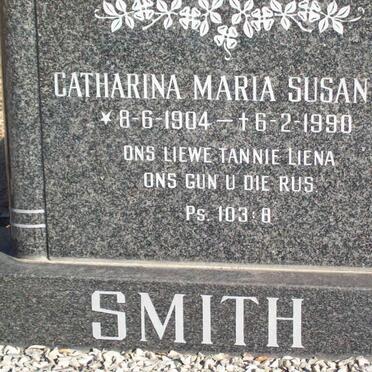 CATHARINA MARIA SUSAN
* 8-6-1904 – † 6-2-1990
ONS LIEWE TANNIE LIENA
ONS GUN U DIE RUS
Ps. 103:8
SMITH